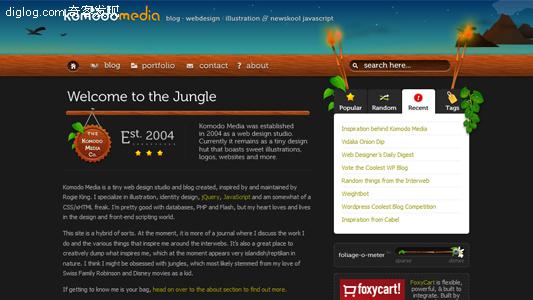 diglog.com
komodomedia blog · webdesign · illustration & newskool javascript
blog portfolio contact ? about
search here...
Welcome to the Jungle
THE
KOMODO
MEDIA
CO.
Est. 2004
Komodo Media was established
in 2004 as a web design studio.
Currently it remains as a tiny design
hut that boasts sweet illustrations,
logos, websites and more.
Komodo Media is a tiny web design studio and blog created, inspired by and maintained by
Rogie King. I specialize in illustration, identity design, jQuery, JavaScript and am somewhat of a
CSS/xHTML freak. I'm pretty good with databases, PHP and Flash, but my heart loves and lives
in the design and front-end scripting world.
This site is a hybrid of sorts. At the moment, it is more of a journal where I discuss the work I
do and the various things that inspire me around the interwebs. It's also a great place to
creatively dump what inspires me, which at the moment appears very islandish/reptilian in
nature. I think I might be obsessed with jungles, which most likely stemmed from my love of
Swiss Family Robinson and Disney movies as a kid.
If getting to know me is your bag, head on over to the about section to find out more.
Popular Random Recent Tags
Inspiration behind Komodo Media
Vidalia Onion Dip
Web Designer's Daily Digest
Vote the Coolest WP Blog
Random things from the Interweb
Weightbot
Wordpress Coolest Blog Competition
Inspiration from Cabel
foliage-o-meter
sparse dense
foxycart!
FoxyCart is flexible,
powerful, & built to
integrate. Built by